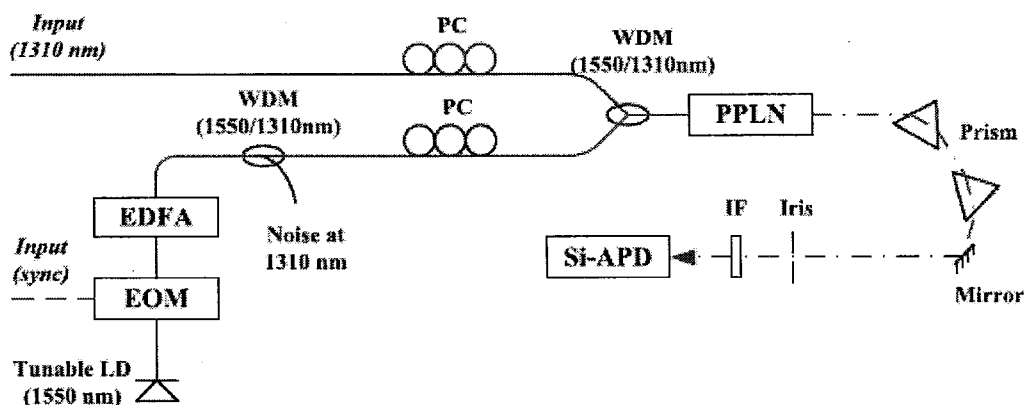 Input
(1310 nm)
PC
WDM
(1550/1310nm)
WDM
(1550/1310nm)
PC
PPLN
Prism
EDFA
Noise at
1310 nm
IF
Iris
Input
(sync)
Si-APD
EOM
Mirror
Tunable LD
(1550 nm)